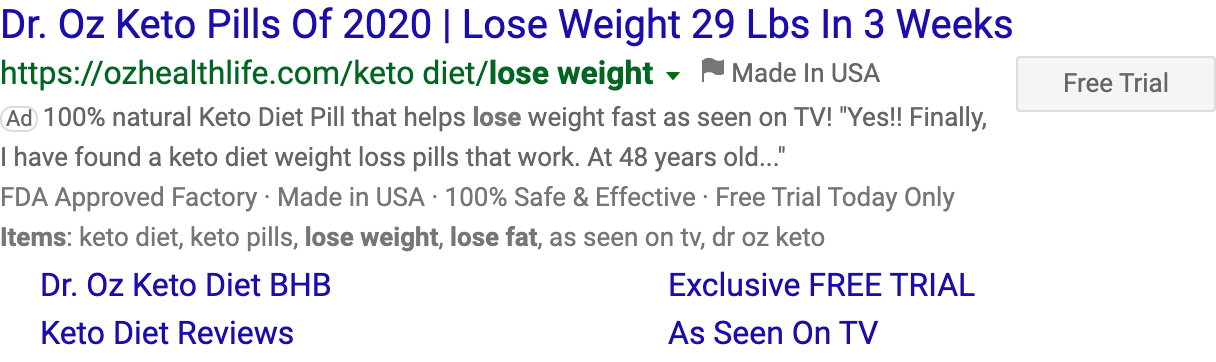 Dr. Oz Keto Pills Of 2020 | Lose Weight 29 Lbs In 3 Weeks
https://ozhealthlife.com/keto diet/lose weight Made In USA
Free Trial
Ad 100% natural Keto Diet Pill that helps lose weight fast as seen on TV! "Yes!! Finally,
I have found a keto diet weight loss pills that work. At 48 years old..."
FDA Approved Factory · Made in USA · 100% Safe & Effective · Free Trial Today Only
Items: keto diet, keto pills, lose weight, lose fat, as seen on tv, dr oz keto
Dr. Oz Keto Diet BHB
Exclusive FREE TRIAL
Keto Diet Reviews
As Seen On TV